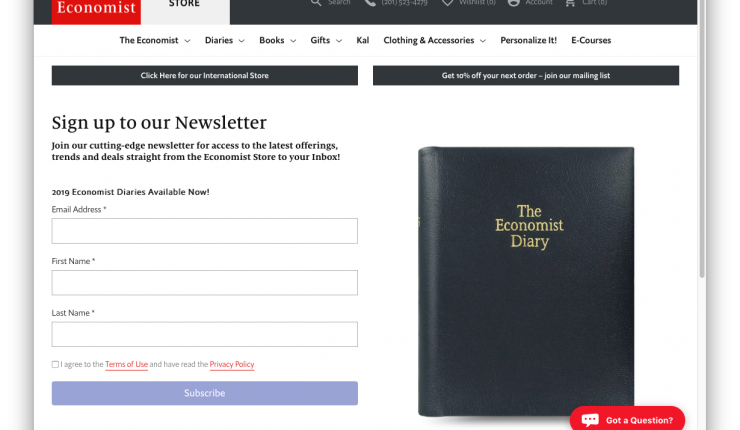 Economist
STORE
Search
(201) 523-4279
Wishlist (0)
Account
Cart (0)
The Economist
Diaries
Books
Gifts
Kal
Clothing & Accessories
Personalize It!
E-Courses
Click Here for our International Store
Get 10% off your next order – join our mailing list
Sign up to our Newsletter
Join our cutting-edge newsletter for access to the latest offerings,
trends and deals straight from the Economist Store to your Inbox!
2019 Economist Diaries Available Now!
Email Address *
First Name *
Last Name *
I agree to the Terms of Use and have read the Privacy Policy
Subscribe
The
Economist
Diary
Got a Question?